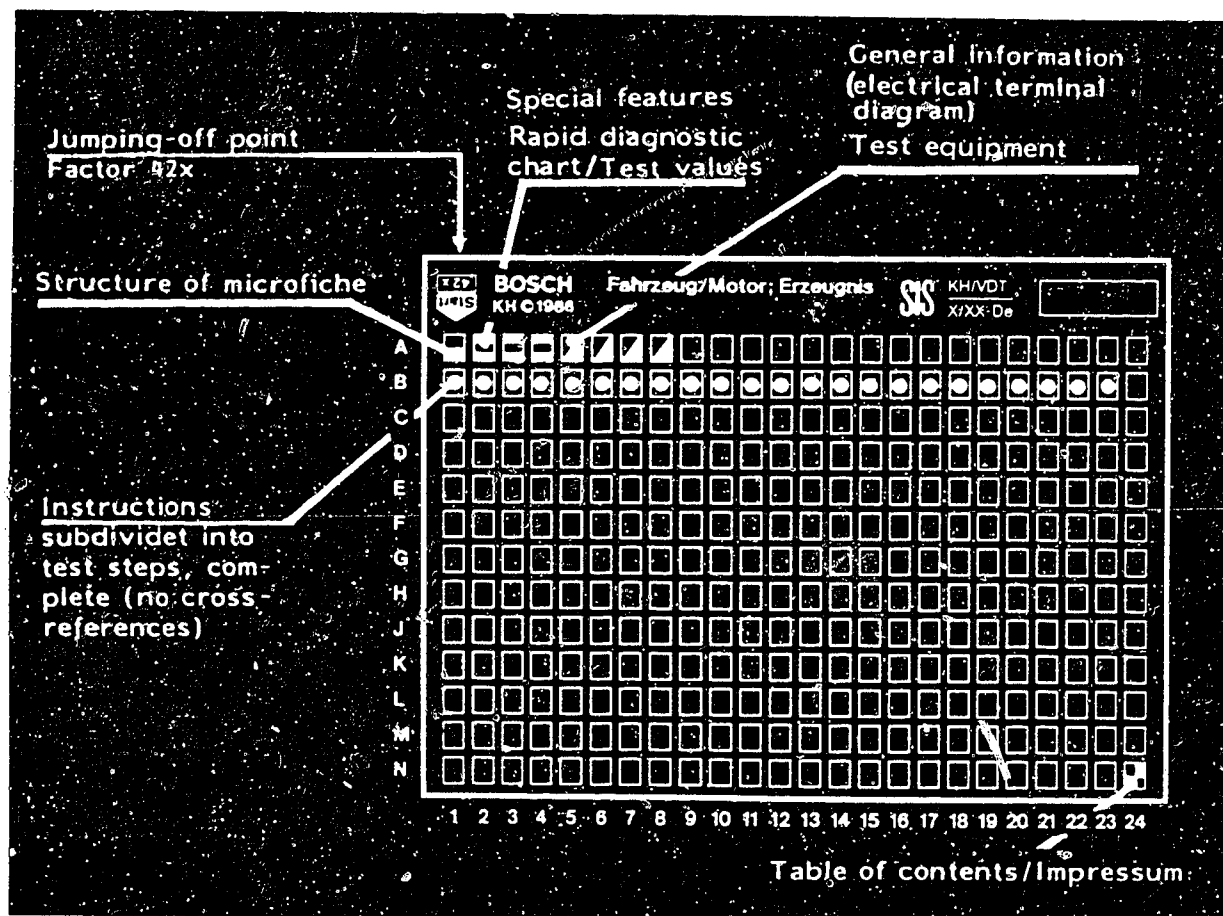 General Information
(electrical terminal
diagram)
Test equipment
Special features
Rapid diagnostic
chart/Test values
Jumping-off point
Factor 42x
Structure of microfiche
Start
42x
BOSCH
KH © 1986
Fahrzeug/Motor; Erzeugnis
SIS
KH/VDT
X/XX-De
A
B
C
D
E
F
G
H
J
K
L
M
N
Instructions
subdividet into
test steps, com-
plete (no cross-
references)
1 2 3 4 5 6 7 8 9 10 11 12 13 14 15 16 17 18 19 20 21 22 23 24
Table of contents/Impressum